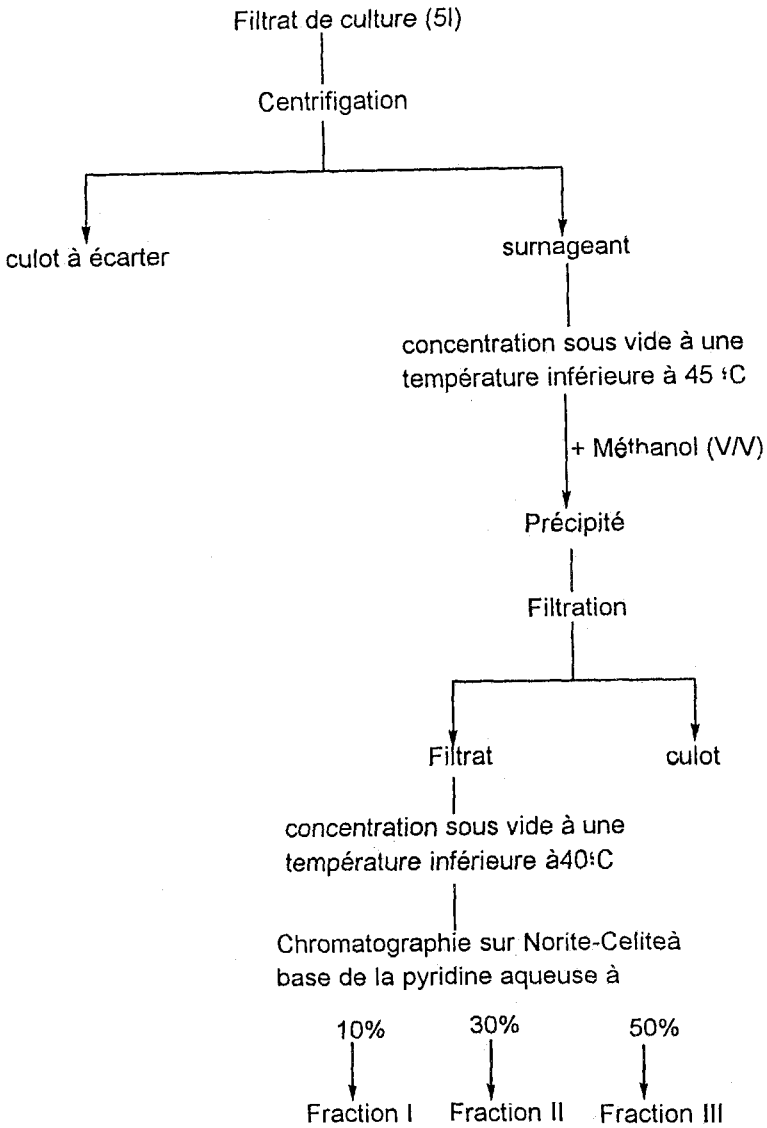 Filtrat de culture (5l)
Centrifigation
culot à écarter
surnageant
concentration sous vide à une
température inférieure à 45 °C
+ Méthanol (V/V)
Précipité
Filtration
Filtrat
culot
concentration sous vide à une
température inférieure à40°C
Chromatographie sur Norite-Celiteà
base de la pyridine aqueuse à
10%
30%
50%
Fraction I
Fraction II
Fraction III